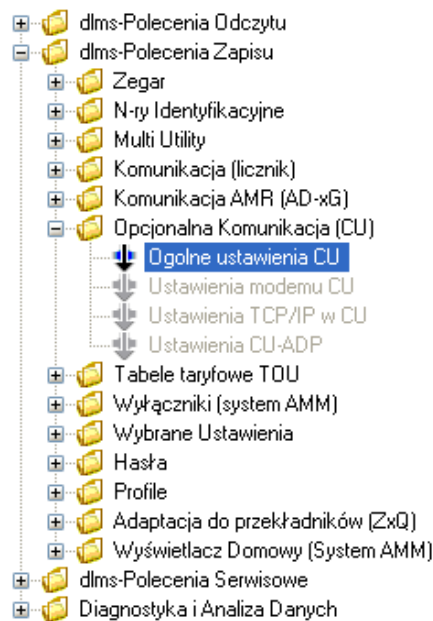 dlms-Polecenia Odczytu
dlms-Polecenia Zapisu
Zegar
N-ry Identyfikacyjne
Multi Utility
Komunikacja (licznik)
Komunikacja AMR (AD-xG)
Opcjonalna Komunikacja (CU)
Ogolne ustawienia CU
Ustawienia modemu CU
Ustawienia TCP/IP w CU
Ustawienia CU-ADP
Tabele taryfowe TOU
Wyłączniki (system AMM)
Wybrane Ustawienia
Hasła
Profile
Adaptacja do przekładników (ZxQ)
Wyświetlacz Domowy (System AMM)
dlms-Polecenia Serwisowe
Diagnostyka i Analiza Danych